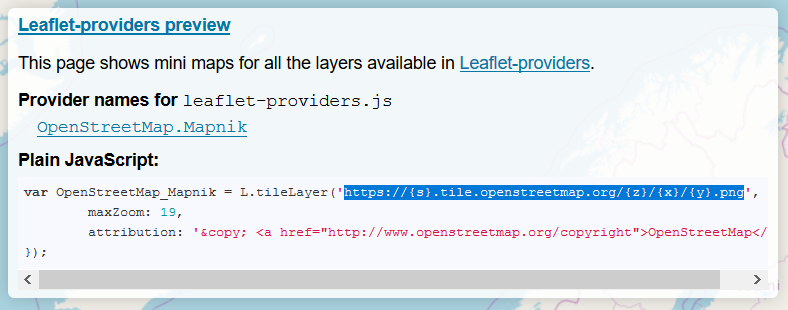 Leaflet-providers preview
This page shows mini maps for all the layers available in Leaflet-providers.
Provider names for leaflet-providers.js
OpenStreetMap.Mapnik
Plain JavaScript:
var OpenStreetMap_Mapnik = L.tileLayer('https://{s}.tile.openstreetmap.org/{z}/{x}/{y}.png',
maxZoom: 19,
attribution: '&copy; <a href="http://www.openstreetmap.org/copyright">OpenStreetMap</
});